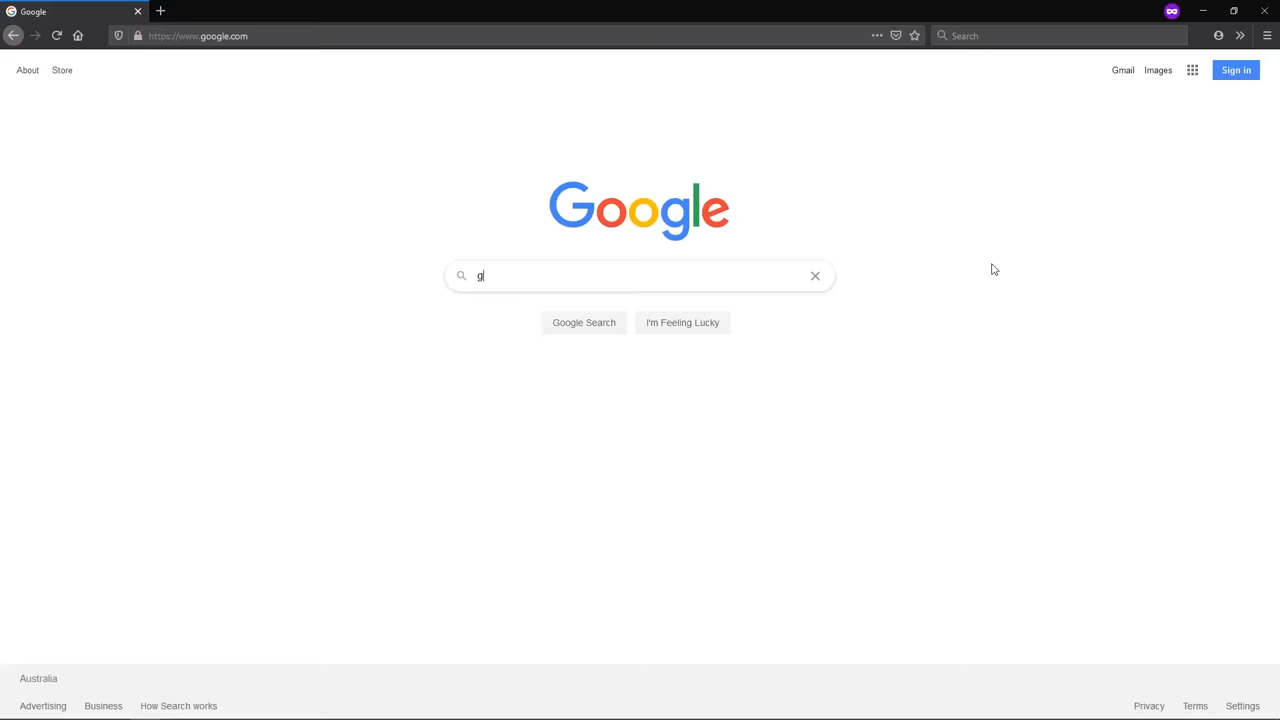 Google
https://www.google.com
Search
About Store
Gmail Images Sign in
Google
g
Google Search I'm Feeling Lucky
Australia
Advertising Business How Search works
Privacy Terms Settings